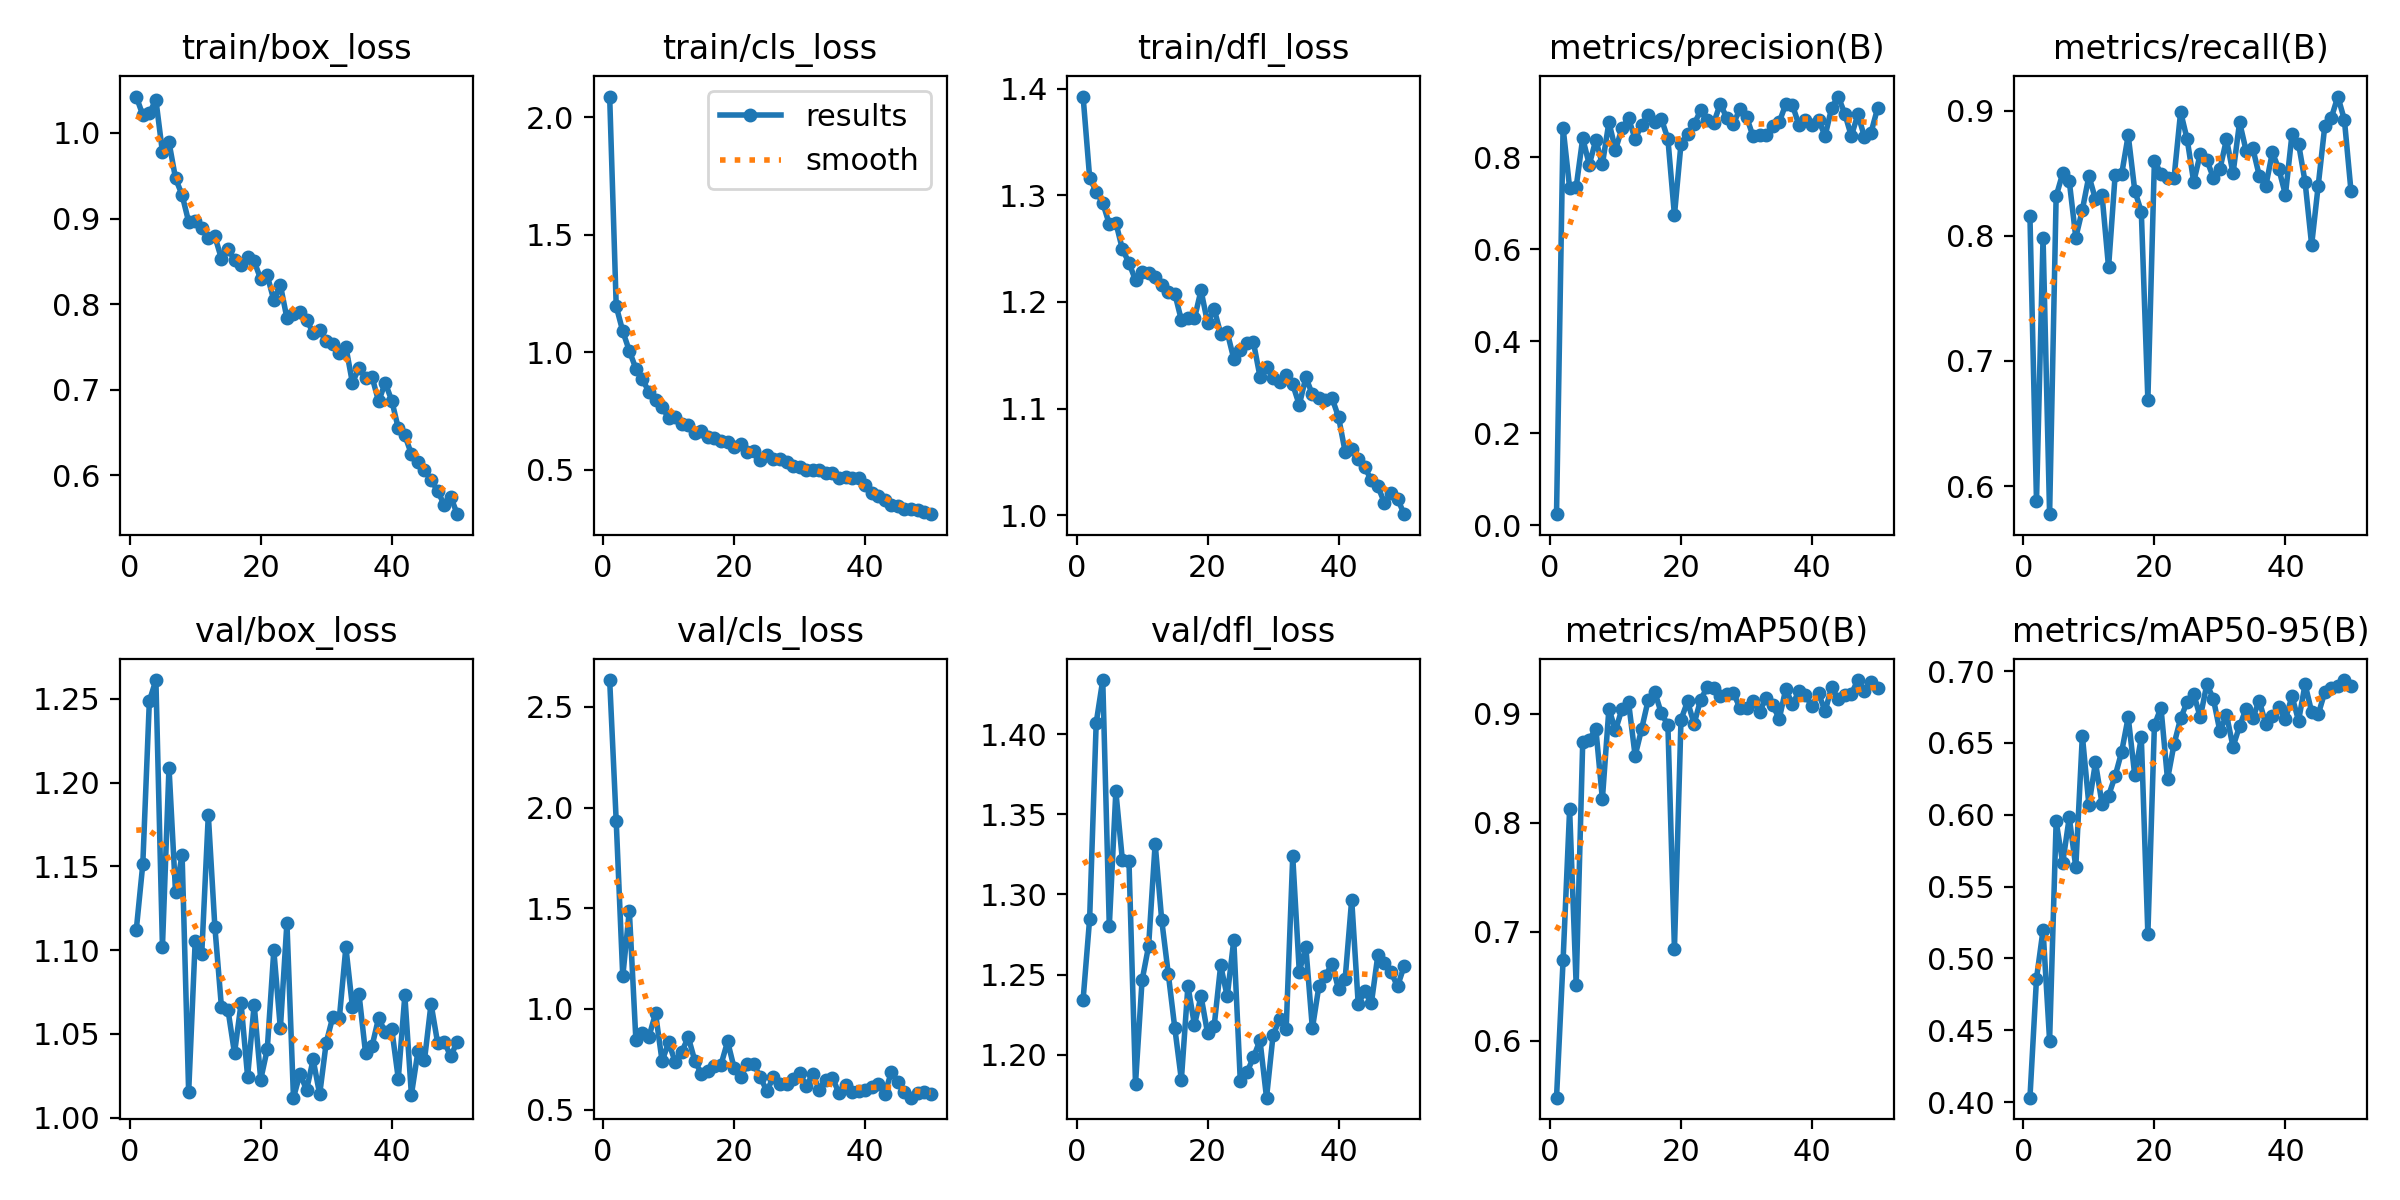 train/box_loss
1.0
0.9
0.8
0.7
0.6
0 20 40
train/cls_loss
results
smooth
2.0
1.5
1.0
0.5
0 20 40
train/dfl_loss
1.4
1.3
1.2
1.1
1.0
0 20 40
metrics/precision(B)
0.8
0.6
0.4
0.2
0.0
0 20 40
metrics/recall(B)
0.9
0.8
0.7
0.6
0 20 40
val/box_loss
1.25
1.20
1.15
1.10
1.05
1.00
0 20 40
val/cls_loss
2.5
2.0
1.5
1.0
0.5
0 20 40
val/dfl_loss
1.40
1.35
1.30
1.25
1.20
0 20 40
metrics/mAP50(B)
0.9
0.8
0.7
0.6
0 20 40
metrics/mAP50-95(B)
0.70
0.65
0.60
0.55
0.50
0.45
0.40
0 20 40